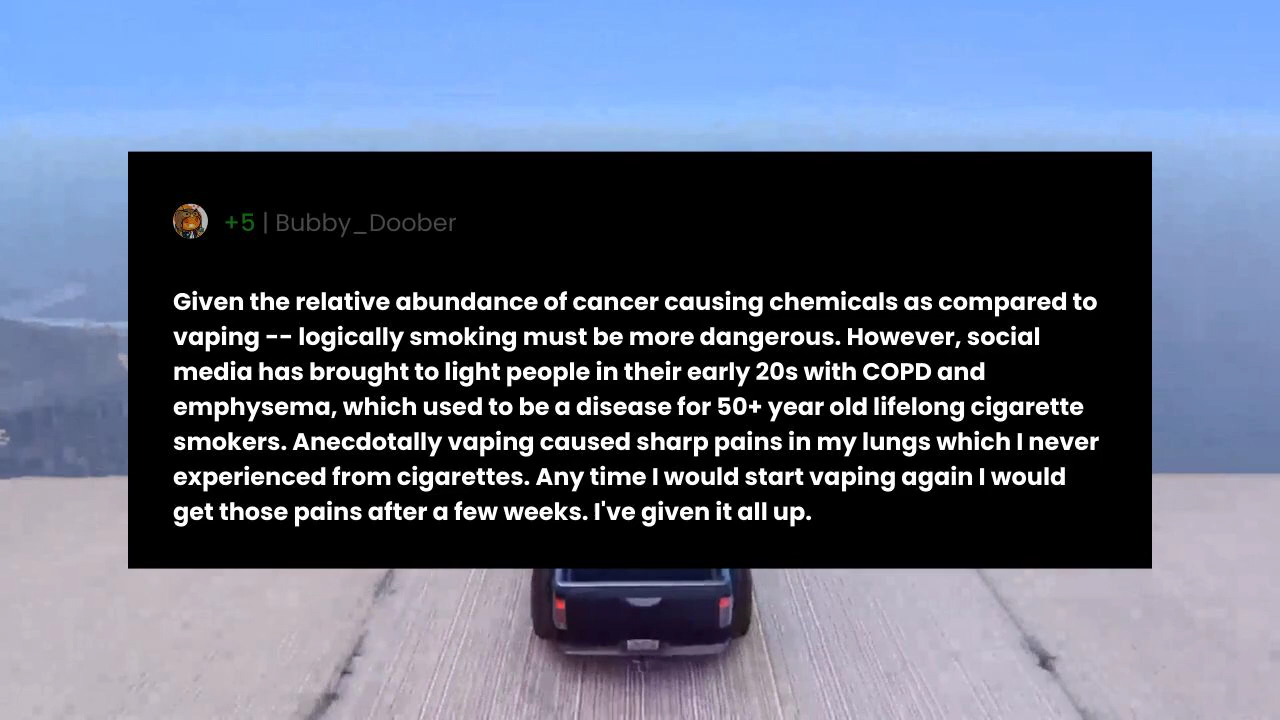 +5 | Bubby_Doober
Given the relative abundance of cancer causing chemicals as compared to
vaping -- logically smoking must be more dangerous. However, social
media has brought to light people in their early 20s with COPD and
emphysema, which used to be a disease for 50+ year old lifelong cigarette
smokers. Anecdotally vaping caused sharp pains in my lungs which I never
experienced from cigarettes. Any time I would start vaping again I would
get those pains after a few weeks. I've given it all up.